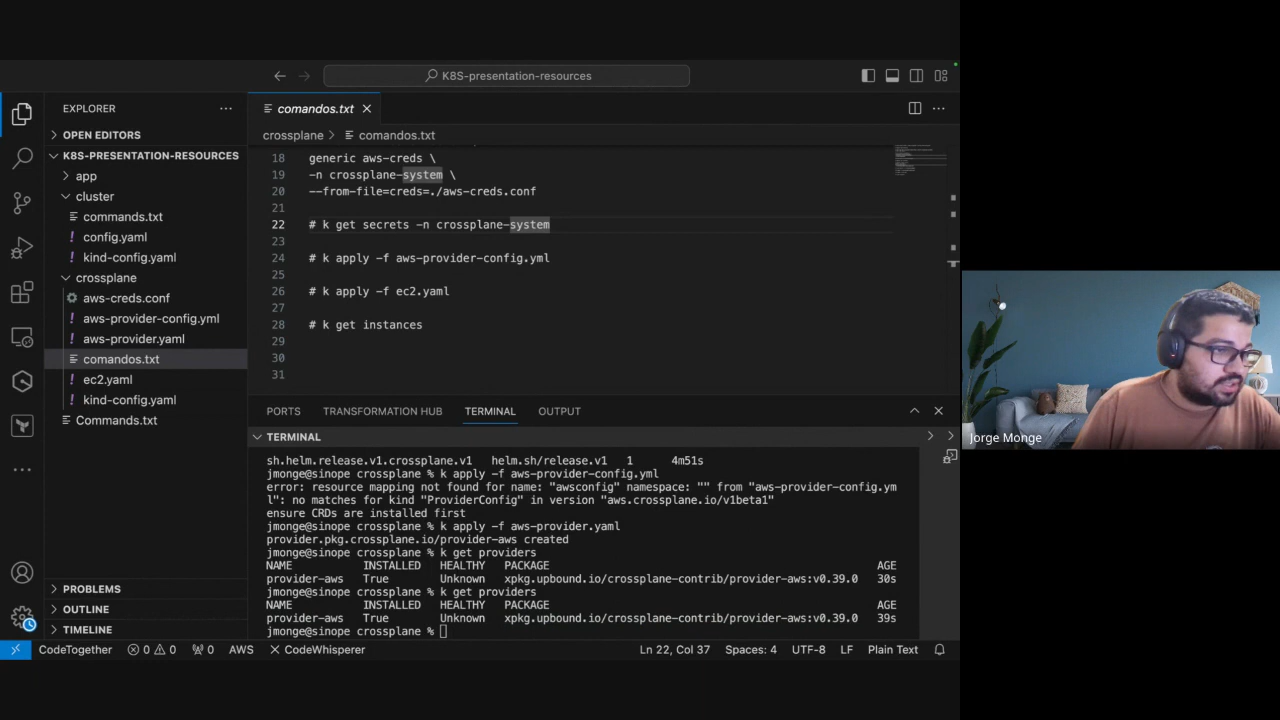 K8S-presentation-resources
EXPLORER
OPEN EDITORS
K8S-PRESENTATION-RESOURCES
app
cluster
commands.txt
config.yaml
kind-config.yaml
crossplane
aws-creds.conf
aws-provider-config.yml
aws-provider.yaml
comandos.txt
ec2.yaml
kind-config.yaml
Commands.txt
PROBLEMS
OUTLINE
TIMELINE
comandos.txt
crossplane > comandos.txt
18 generic aws-creds \
19 -n crossplane-system \
20 --from-file=creds=./aws-creds.conf
21
22 # k get secrets -n crossplane-system
23
24 # k apply -f aws-provider-config.yml
25
26 # k apply -f ec2.yaml
27
28 # k get instances
29
30
31
PORTS TRANSFORMATION HUB TERMINAL OUTPUT
TERMINAL
sh.helm.release.v1.crossplane.v1 helm.sh/release.v1 1 4m51s
jmonge@sinope crossplane % k apply -f aws-provider-config.yml
error: resource mapping not found for name: "awsconfig" namespace: "" from "aws-provider-config.ym
l": no matches for kind "ProviderConfig" in version "aws.crossplane.io/v1beta1"
ensure CRDs are installed first
jmonge@sinope crossplane % k apply -f aws-provider.yaml
provider.pkg.crossplane.io/provider-aws created
jmonge@sinope crossplane % k get providers
NAME INSTALLED HEALTHY PACKAGE AGE
provider-aws True Unknown xpkg.upbound.io/crossplane-contrib/provider-aws:v0.39.0 30s
jmonge@sinope crossplane % k get providers
NAME INSTALLED HEALTHY PACKAGE AGE
provider-aws True Unknown xpkg.upbound.io/crossplane-contrib/provider-aws:v0.39.0 39s
jmonge@sinope crossplane %
CodeTogether 0 0 0 AWS CodeWhisperer Ln 22, Col 37 Spaces: 4 UTF-8 LF Plain Text
Jorge Monge